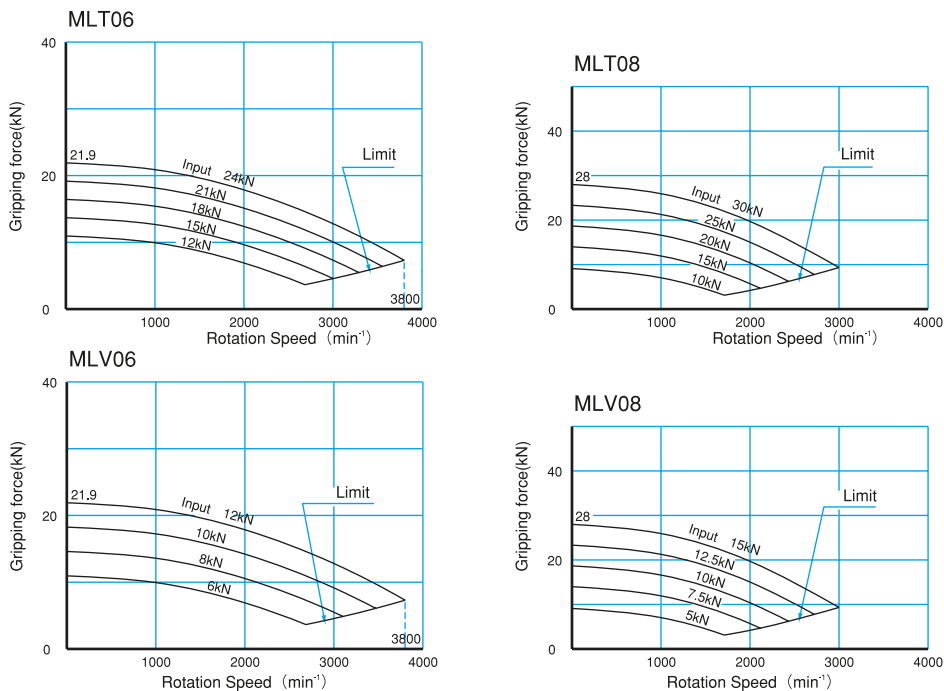 MLT06
40
20
0
Gripping force(kN)
21.9
Input 24kN
21kN
18kN
15kN
12kN
Limit
3800
1000
2000
3000
4000
Rotation Speed (min⁻¹)
MLT08
40
20
0
Gripping force(kN)
28
Input 30kN
25kN
20kN
15kN
10kN
Limit
1000
2000
3000
4000
Rotation Speed (min⁻¹)
MLV06
40
20
0
Gripping force(kN)
21.9
Input 12kN
10kN
8kN
6kN
Limit
3800
1000
2000
3000
4000
Rotation Speed (min⁻¹)
MLV08
40
20
0
Gripping force(kN)
28
Input 15kN
12.5kN
10kN
7.5kN
5kN
Limit
1000
2000
3000
4000
Rotation Speed (min⁻¹)